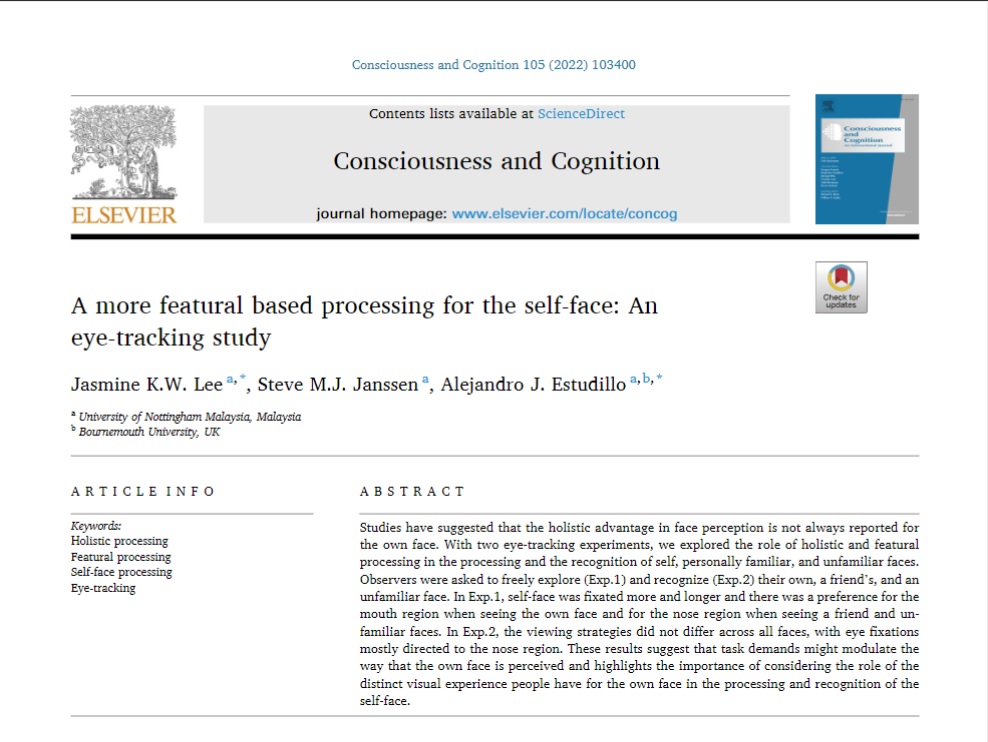 Consciousness and Cognition 105 (2022) 103400
Contents lists available at ScienceDirect
Consciousness and Cognition
journal homepage: www.elsevier.com/locate/concog
ELSEVIER
Consciousness
and
Cognition
Check for
updates
A more featural based processing for the self-face: An
eye-tracking study
Jasmine K.W. Lee a,*, Steve M.J. Janssen a, Alejandro J. Estudillo a,b,*
a University of Nottingham Malaysia, Malaysia
b Bournemouth University, UK
ARTICLE INFO
Keywords:
Holistic processing
Featural processing
Self-face processing
Eye-tracking
ABSTRACT
Studies have suggested that the holistic advantage in face perception is not always reported for
the own face. With two eye-tracking experiments, we explored the role of holistic and featural
processing in the processing and the recognition of self, personally familiar, and unfamiliar faces.
Observers were asked to freely explore (Exp.1) and recognize (Exp.2) their own, a friend's, and an
unfamiliar face. In Exp.1, self-face was fixated more and longer and there was a preference for the
mouth region when seeing the own face and for the nose region when seeing a friend and un-
familiar faces. In Exp.2, the viewing strategies did not differ across all faces, with eye fixations
mostly directed to the nose region. These results suggest that task demands might modulate the
way that the own face is perceived and highlights the importance of considering the role of the
distinct visual experience people have for the own face in the processing and recognition of the
self-face.